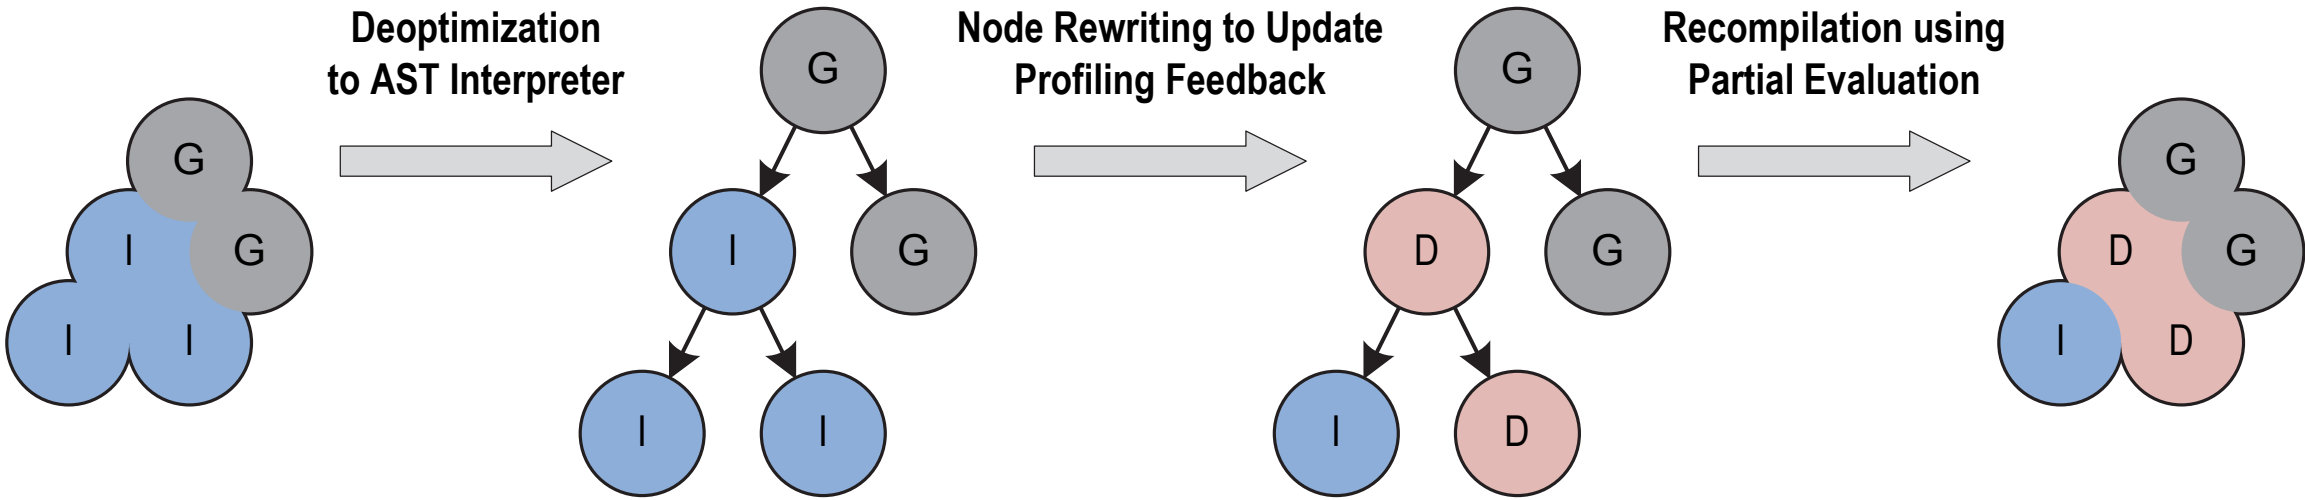 Deoptimization
to AST Interpreter
Node Rewriting to Update
Profiling Feedback
Recompilation using
Partial Evaluation
G
I
G
I
I
G
I
G
I
I
G
D
G
I
D
G
D
G
I
D